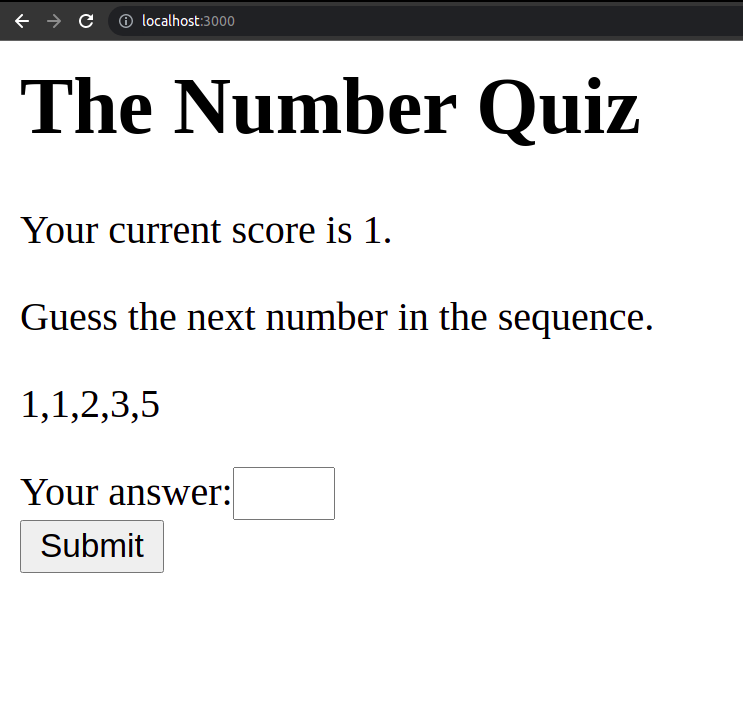 localhost:3000
The Number Quiz
Your current score is 1.
Guess the next number in the sequence.
1,1,2,3,5
Your answer:
Submit